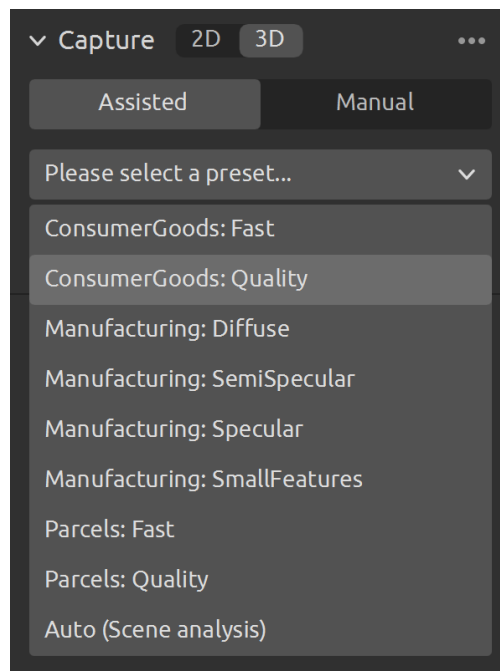 Capture 2D 3D
Assisted Manual
Please select a preset...
ConsumerGoods: Fast
ConsumerGoods: Quality
Manufacturing: Diffuse
Manufacturing: SemiSpecular
Manufacturing: Specular
Manufacturing: SmallFeatures
Parcels: Fast
Parcels: Quality
Auto (Scene analysis)